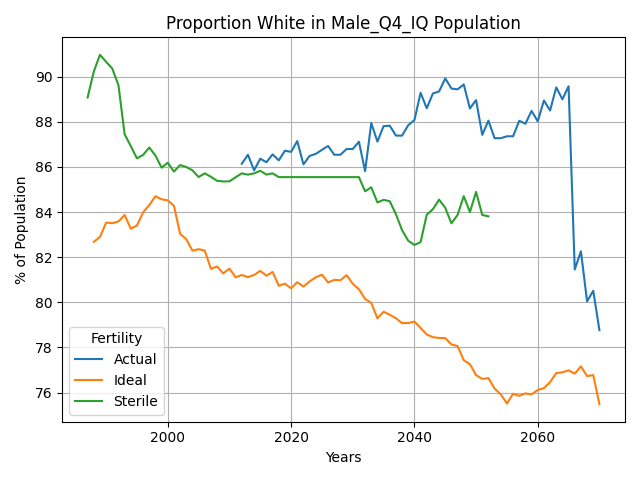 Proportion White in Male_Q4_IQ Population
% of Population
90
88
86
84
82
80
78
76
Fertility
Actual
Ideal
Sterile
2000
2020
2040
2060
Years